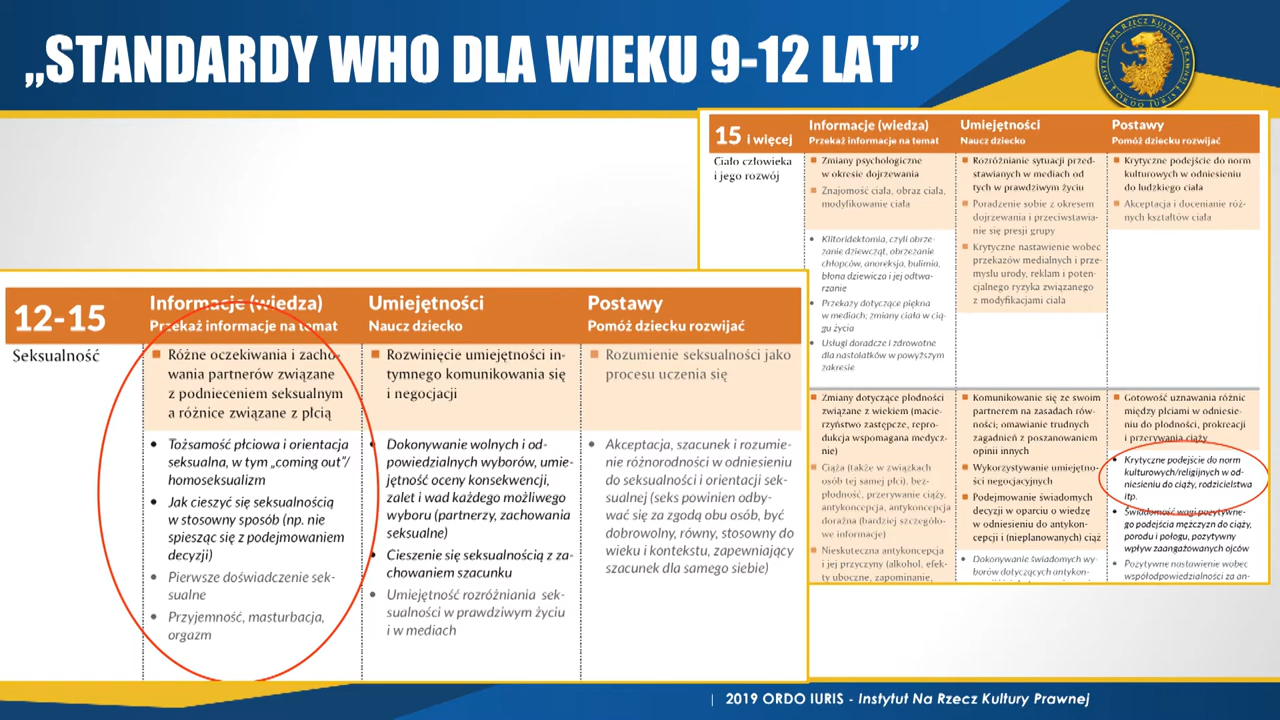 „STANDARDY WHO DLA WIEKU 9-12 LAT”
INSTYTUT NA RZECZ KULTURY PRAWNEJ
ORDO IURIS
15 i więcej
Informacje (wiedza)
Przekaż informacje na temat
Umiejętności
Naucz dziecko
Postawy
Pomóż dziecku rozwijać
Ciało człowieka
i jego rozwój
Zmiany psychologiczne
w okresie dojrzewania
Znajomość ciała, obraz ciała,
modyfikowanie ciała
Klitoridektomia, czyli obrze-
zanie dziewcząt, obrzezanie
chłopców, anoreksja, bulimia,
błona dziewicza i jej odtwa-
rzanie
Przekazy dotyczące piękna
w mediach; zmiany ciała w cią-
gu życia
Usługi doradcze i zdrowotne
dla nastolatków w powyższym
zakresie
Rozróżnianie sytuacji przed-
stawianych w mediach od
tych w prawdziwym życiu
Poradzenie sobie z okresem
dojrzewania i przeciwstawia-
nie się presji grupy
Krytyczne nastawienie wobec
przekazów medialnych i prze-
mysłu urody, reklam i poten-
cjalnego ryzyka związanego
z modyfikacjami ciała
Krytyczne podejście do norm
kulturowych w odniesieniu
do ludzkiego ciała
Akceptacja i docenianie róż-
nych kształtów ciała
Zmiany dotyczące płodności
związane z wiekiem (macie-
rzyństwo zastępcze, repro-
dukcja wspomagana medycz-
nie)
Ciąża (także w związkach
osób tej samej płci), bez-
płodność, przerywanie ciąży,
antykoncepcja, antykoncepcja
doraźna (bardziej szczegóło-
we informacje)
Nieskuteczna antykoncepcja
i jej przyczyny (alkohol, efek-
ty uboczne, zapominanie,
Komunikowanie się ze swoim
partnerem na zasadach rów-
ności; omawianie trudnych
zagadnień z poszanowaniem
opinii innych
Wykorzystywanie umiejętno-
ści negocjacyjnych
Podejmowanie świadomych
decyzji w oparciu o wiedzę
w odniesieniu do antykon-
cepcji i (nieplanowanych) ciąż
Dokonywanie świadomych wy-
borów dotyczących antykon-
Gotowość uznawania różnic
między płciami w odniesie-
niu do płodności, prokreacji
i przerywania ciąży
Krytyczne podejście do norm
kulturowych/religijnych w od-
niesieniu do ciąży, rodzicielstwa
itp.
Świadomość wagi pozytywne-
go podejścia mężczyzn do ciąży,
porodu i połogu, pozytywny
wpływ zaangażowanych ojców
Pozytywne nastawienie wobec
współodpowiedzialności za an-
12-15
Informacje (wiedza)
Przekaż informacje na temat
Umiejętności
Naucz dziecko
Postawy
Pomóż dziecku rozwijać
Seksualność
Różne oczekiwania i zacho-
wania partnerów związane
z podnieceniem seksualnym
a różnice związane z płcią
Tożsamość płciowa i orientacja
seksualna, w tym „coming out”/
homoseksualizm
Jak cieszyć się seksualnością
w stosowny sposób (np. nie
spiesząc się z podejmowaniem
decyzji)
Pierwsze doświadczenie sek-
sualne
Przyjemność, masturbacja,
orgazm
Rozwinięcie umiejętności in-
tymnego komunikowania się
i negocjacji
Dokonywanie wolnych i od-
powiedzialnych wyborów, umie-
jętność oceny konsekwencji,
zalet i wad każdego możliwego
wyboru (partnerzy, zachowania
seksualne)
Cieszenie się seksualnością z za-
chowaniem szacunku
Umiejętność rozróżniania sek-
sualności w prawdziwym życiu
i w mediach
Rozumienie seksualności jako
procesu uczenia się
Akceptacja, szacunek i rozumie-
nie różnorodności w odniesieniu
do seksualności i orientacji sek-
sualnej (seks powinien odby-
wać się za zgodą obu osób, być
dobrowolny, równy, stosowny do
wieku i kontekstu, zapewniający
szacunek dla samego siebie)
2019 ORDO IURIS - Instytut Na Rzecz Kultury Prawnej